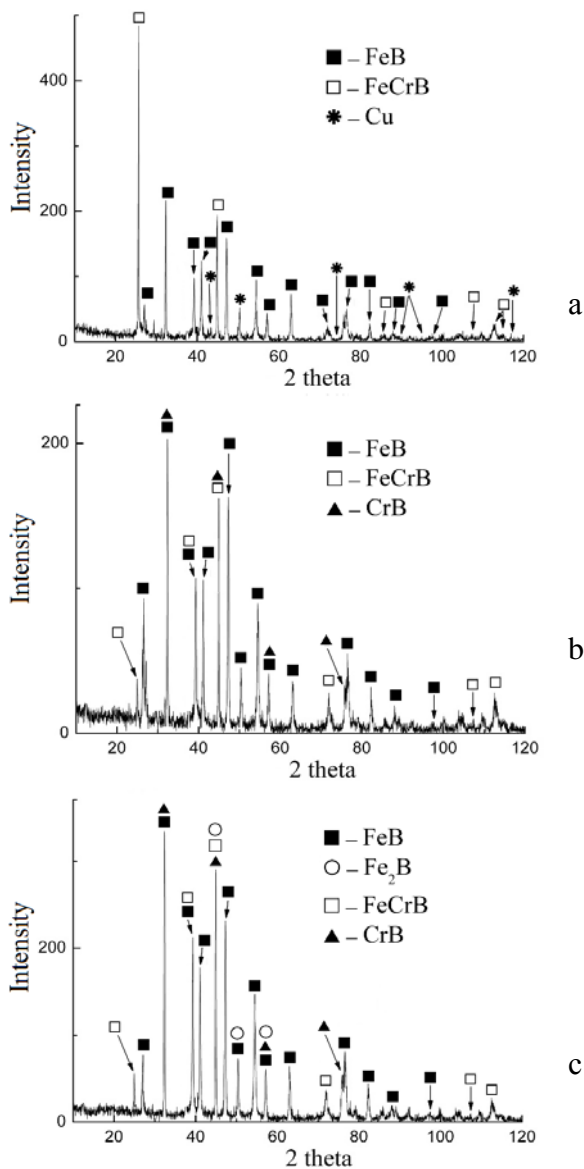 ■ – FeB
□ – FeCrB
✱ – Cu
Intensity
400
200
0
20 40 60 80 100 120
2 theta
a
■ – FeB
□ – FeCrB
▲ – CrB
Intensity
200
0
20 40 60 80 100 120
2 theta
b
■ – FeB
○ – Fe₂B
□ – FeCrB
▲ – CrB
Intensity
200
0
20 40 60 80 100 120
2 theta
c